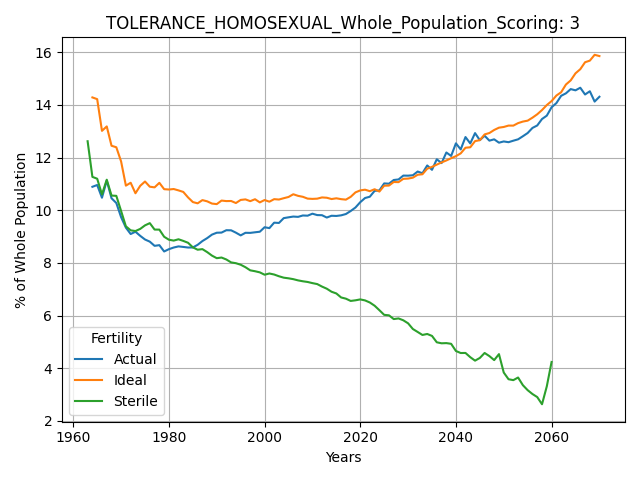 TOLERANCE_HOMOSEXUAL_Whole_Population_Scoring: 3
% of Whole Population
16
14
12
10
8
6
4
2
Fertility
Actual
Ideal
Sterile
1960 1980 2000 2020 2040 2060
Years